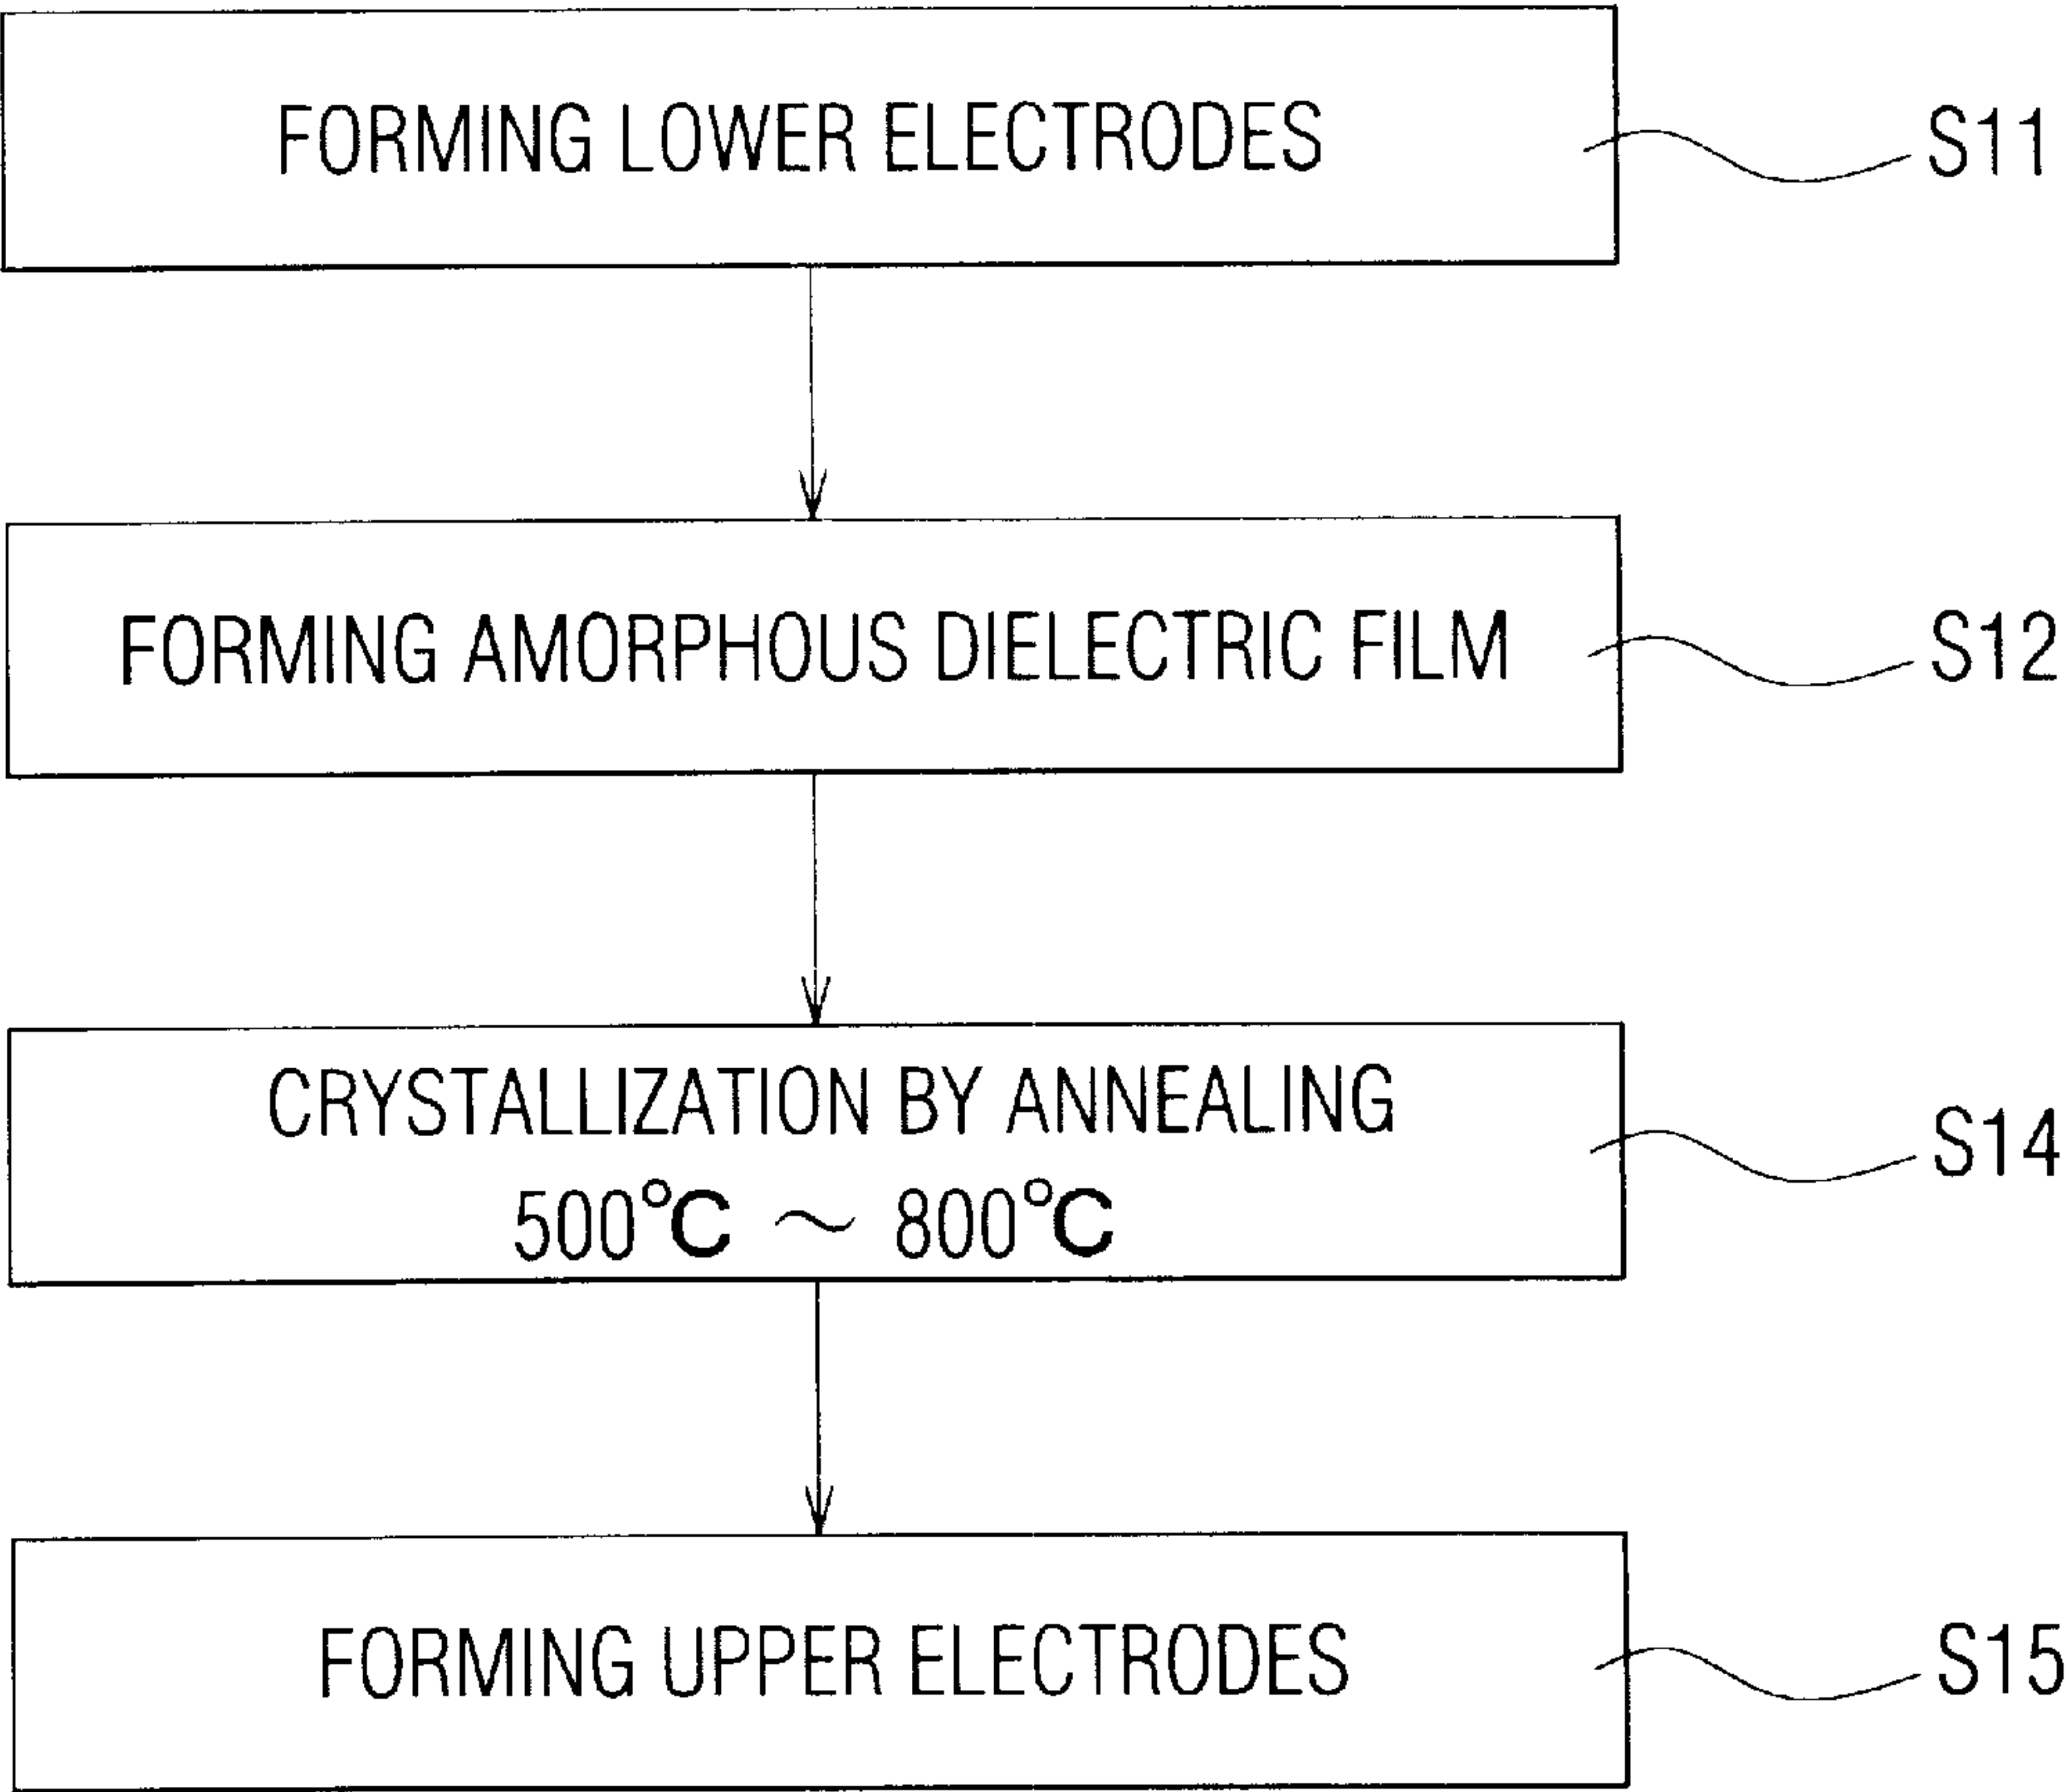 FORMING LOWER ELECTRODES
S11
FORMING AMORPHOUS DIELECTRIC FILM
S12
CRYSTALLIZATION BY ANNEALING
500℃ ～ 800℃
S14
FORMING UPPER ELECTRODES
S15